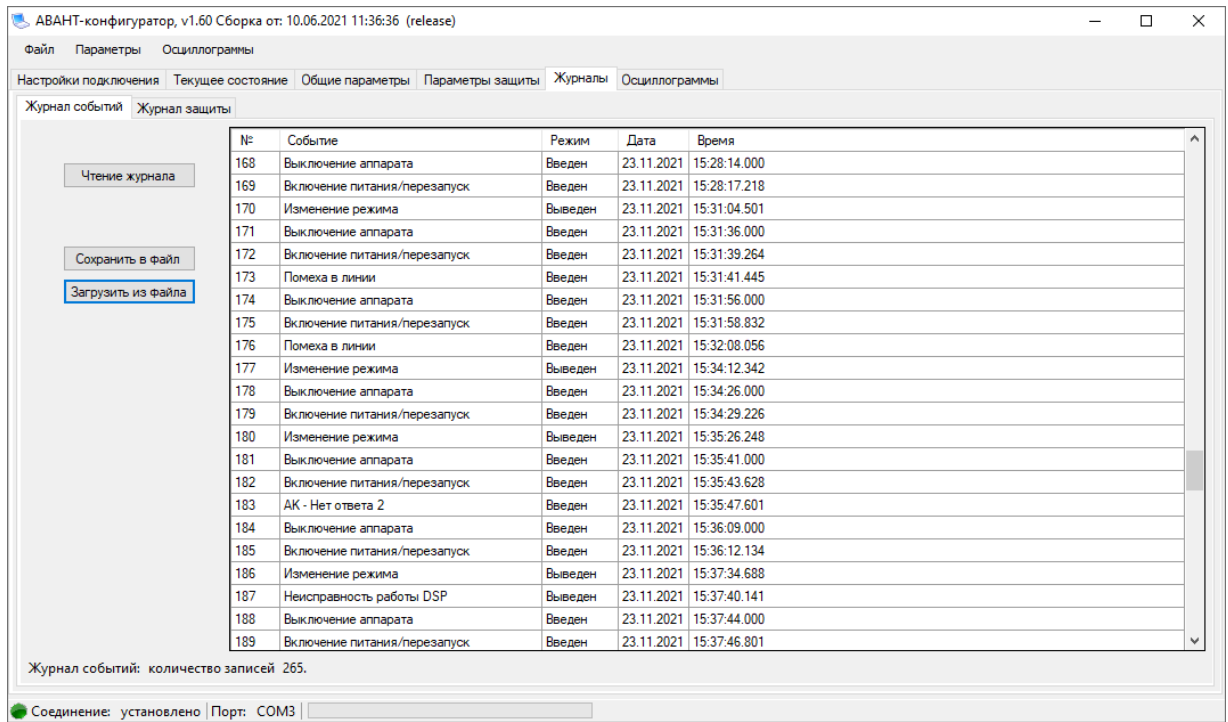 АВАНТ-конфигуратор, v1.60 Сборка от: 10.06.2021 11:36:36 (release)
Файл Параметры Осциллограммы
Настройки подключения Текущее состояние Общие параметры Параметры защиты Журналы Осциллограммы
Журнал событий Журнал защиты
№ Событие Режим Дата Время
168 Выключение аппарата Введен 23.11.2021 15:28:14.000
Чтение журнала
169 Включение питания/перезапуск Введен 23.11.2021 15:28:17.218
170 Изменение режима Выведен 23.11.2021 15:31:04.501
171 Выключение аппарата Введен 23.11.2021 15:31:36.000
Сохранить в файл
172 Включение питания/перезапуск Введен 23.11.2021 15:31:39.264
173 Помеха в линии Введен 23.11.2021 15:31:41.445
Загрузить из файла
174 Выключение аппарата Введен 23.11.2021 15:31:56.000
175 Включение питания/перезапуск Введен 23.11.2021 15:31:58.832
176 Помеха в линии Введен 23.11.2021 15:32:08.056
177 Изменение режима Выведен 23.11.2021 15:34:12.342
178 Выключение аппарата Введен 23.11.2021 15:34:26.000
179 Включение питания/перезапуск Введен 23.11.2021 15:34:29.226
180 Изменение режима Выведен 23.11.2021 15:35:26.248
181 Выключение аппарата Введен 23.11.2021 15:35:41.000
182 Включение питания/перезапуск Введен 23.11.2021 15:35:43.628
183 АК - Нет ответа 2 Введен 23.11.2021 15:35:47.601
184 Выключение аппарата Введен 23.11.2021 15:36:09.000
185 Включение питания/перезапуск Введен 23.11.2021 15:36:12.134
186 Изменение режима Выведен 23.11.2021 15:37:34.688
187 Неисправность работы DSP Выведен 23.11.2021 15:37:40.141
188 Выключение аппарата Введен 23.11.2021 15:37:44.000
189 Включение питания/перезапуск Введен 23.11.2021 15:37:46.801
Журнал событий: количество записей 265.
Соединение: установлено Порт: COM3